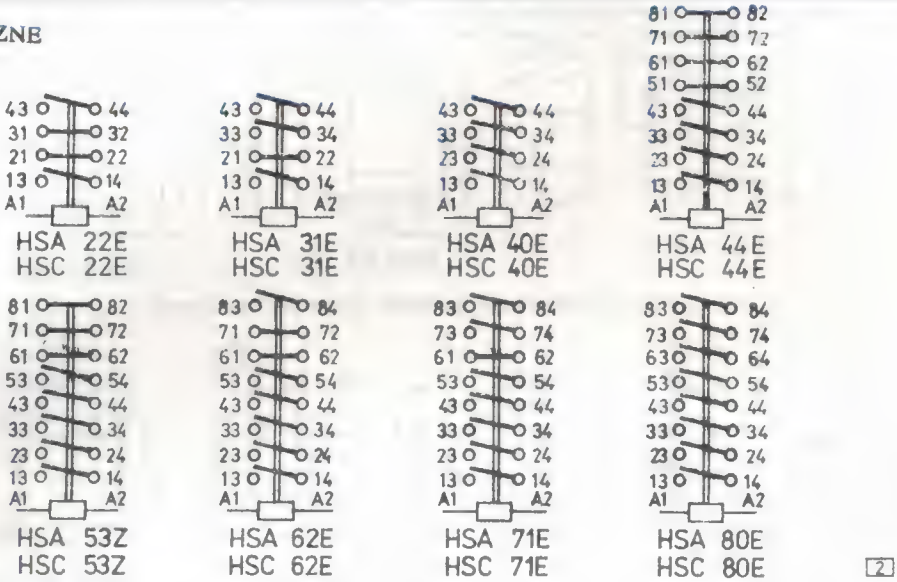 ZNE
81 82
71 72
61 62
51 52
43 44
33 34
23 24
13 14
A1 A2
HSA 44E
HSC 44E
43 44
31 32
21 22
13 14
A1 A2
HSA 22E
HSC 22E
43 44
33 34
21 22
13 14
A1 A2
HSA 31E
HSC 31E
43 44
33 34
23 24
13 14
A1 A2
HSA 40E
HSC 40E
81 82
71 72
61 62
53 54
43 44
33 34
23 24
13 14
A1 A2
HSA 53Z
HSC 53Z
83 84
71 72
61 62
53 54
43 44
33 34
23 24
13 14
A1 A2
HSA 62E
HSC 62E
83 84
73 74
61 62
53 54
43 44
33 34
23 24
13 14
A1 A2
HSA 71E
HSC 71E
83 84
73 74
63 64
53 54
43 44
33 34
23 24
13 14
A1 A2
HSA 80E
HSC 80E
2